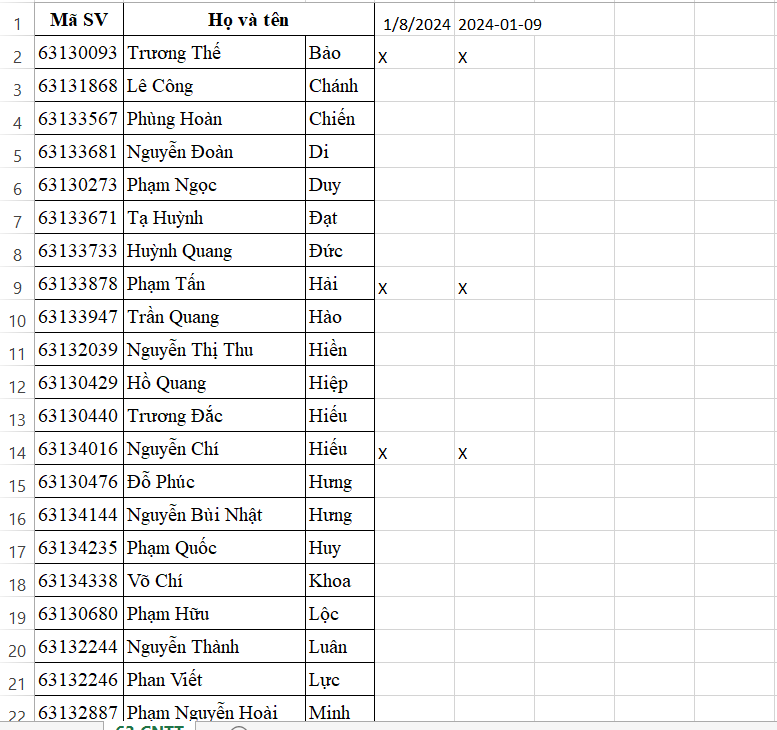 1 Mã SV Họ và tên 1/8/2024 2024-01-09
2 63130093 Trương Thế Bảo X X
3 63131868 Lê Công Chánh
4 63133567 Phùng Hoàn Chiến
5 63133681 Nguyễn Đoàn Di
6 63130273 Phạm Ngọc Duy
7 63133671 Tạ Huỳnh Đạt
8 63133733 Huỳnh Quang Đức
9 63133878 Phạm Tấn Hải X X
10 63133947 Trần Quang Hào
11 63132039 Nguyễn Thị Thu Hiền
12 63130429 Hồ Quang Hiệp
13 63130440 Trương Đắc Hiếu
14 63134016 Nguyễn Chí Hiếu X X
15 63130476 Đỗ Phúc Hưng
16 63134144 Nguyễn Bùi Nhật Hưng
17 63134235 Phạm Quốc Huy
18 63134338 Võ Chí Khoa
19 63130680 Phạm Hữu Lộc
20 63132244 Nguyễn Thành Luân
21 63132246 Phan Viết Lực
22 63132887 Phạm Nguyễn Hoài Minh
63 CNTT